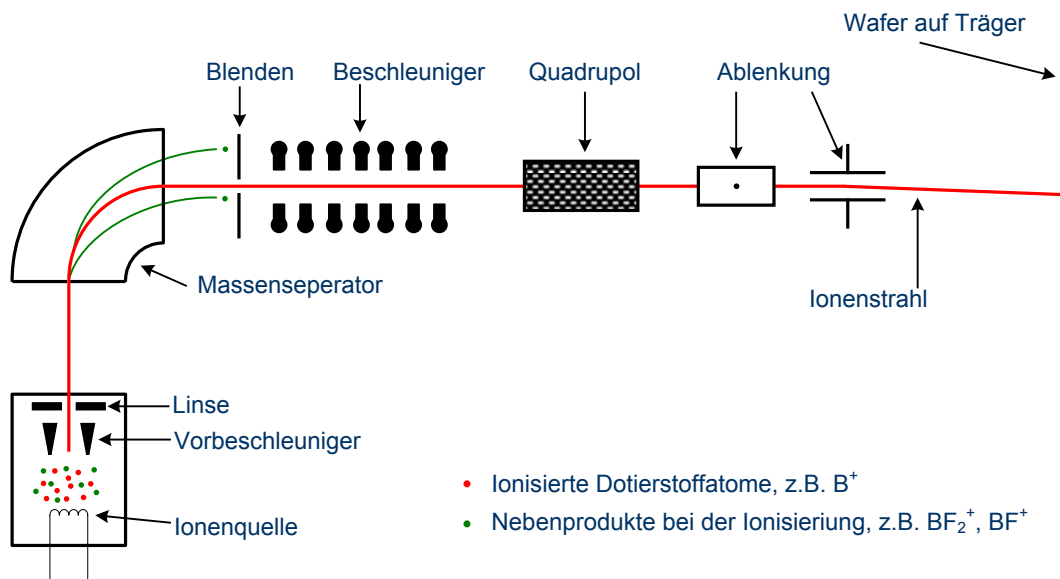 Wafer auf Träger
Blenden
Beschleuniger
Quadrupol
Ablenkung
Massenseperator
Ionenstrahl
Linse
Vorbeschleuniger
Ionenquelle
• Ionisierte Dotierstoffatome, z.B. B⁺
• Nebenprodukte bei der Ionisieriung, z.B. BF₂⁺, BF⁺